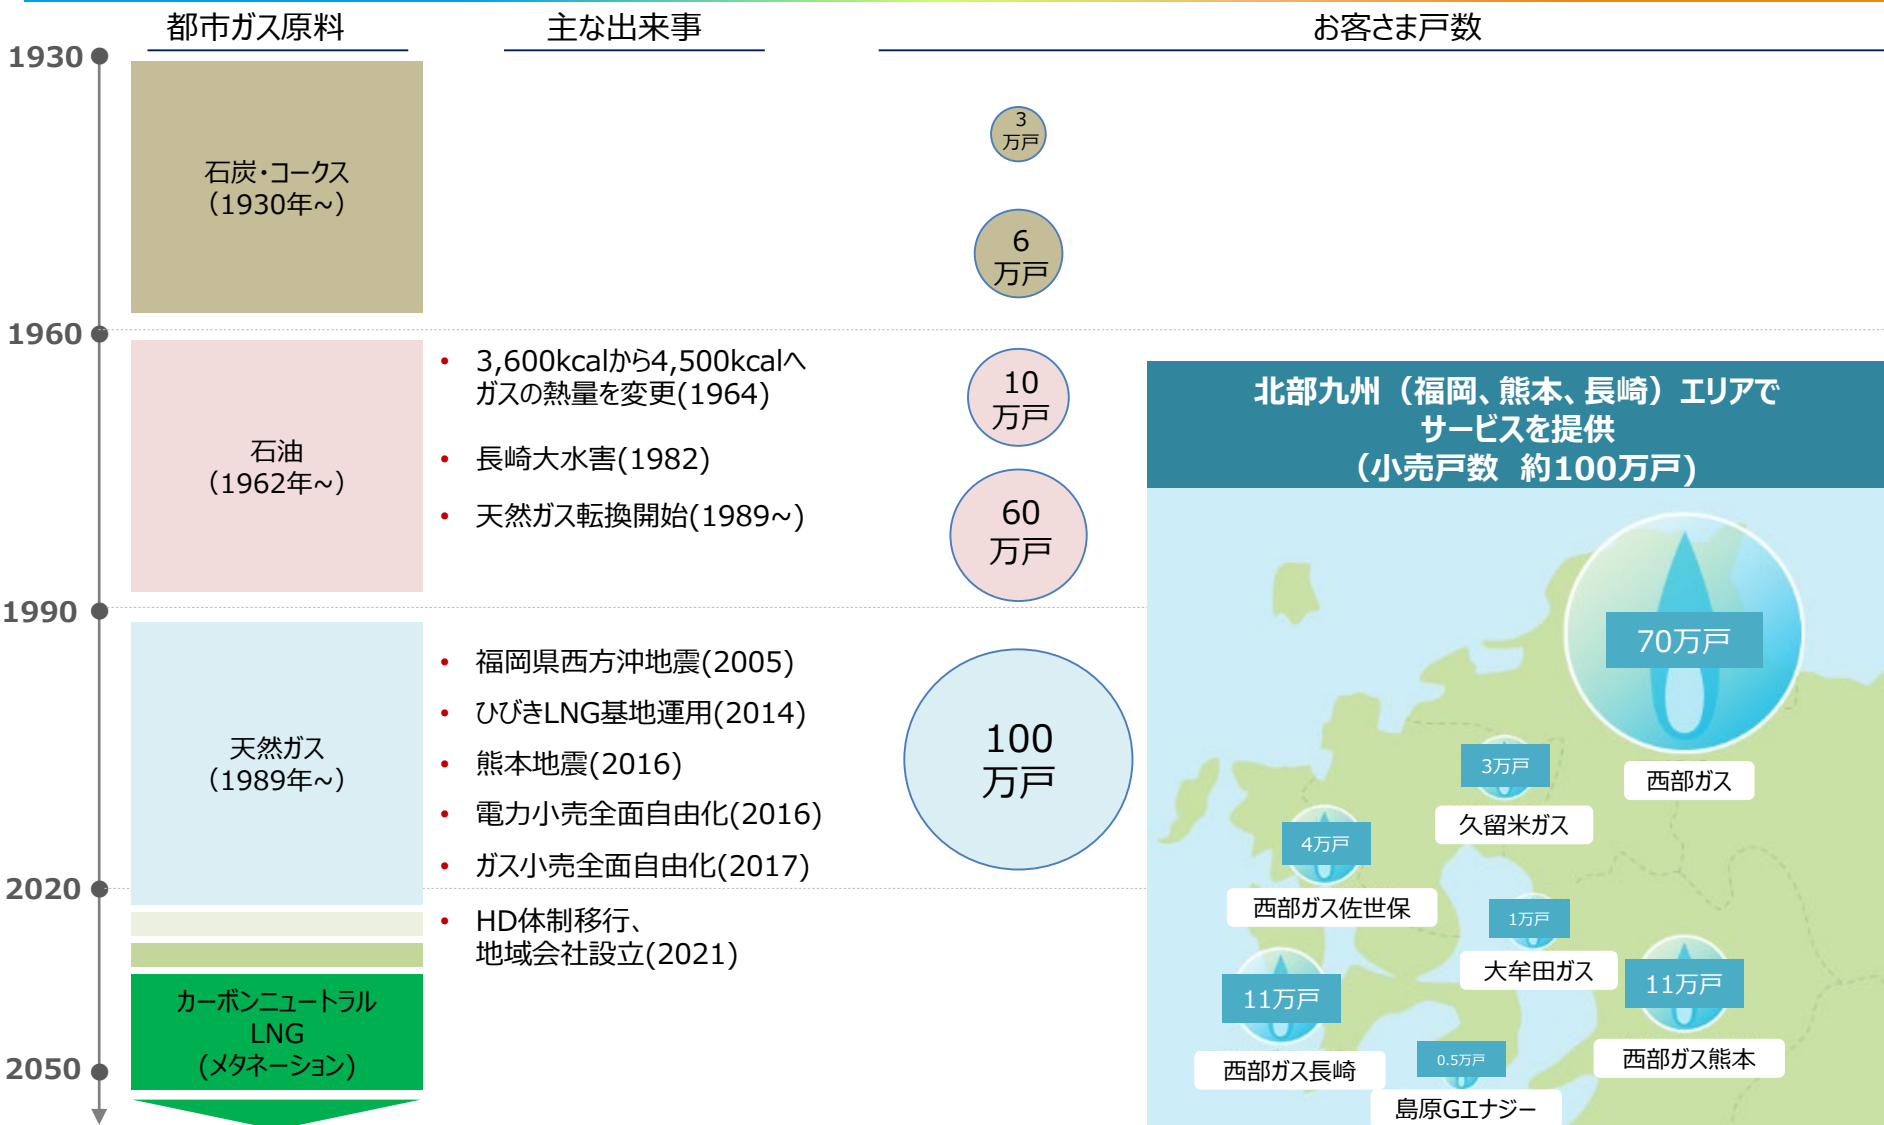 都市ガス原料
主な出来事
お客さま戸数
1930
石炭・コークス
（1930年~）
3
万戸
6
万戸
1960
石油
（1962年~）
• 3,600kcalから4,500kcalへ
ガスの熱量を変更(1964)
• 長崎大水害(1982)
• 天然ガス転換開始(1989~)
10
万戸
60
万戸
1990
天然ガス
（1989年~）
• 福岡県西方沖地震(2005)
• ひびきLNG基地運用(2014)
• 熊本地震(2016)
• 電力小売全面自由化(2016)
• ガス小売全面自由化(2017)
100
万戸
2020
• HD体制移行、
地域会社設立(2021)
カーボンニュートラル
LNG
(メタネーション)
2050
北部九州（福岡、熊本、長崎）エリアで
サービスを提供
（小売戸数 約100万戸)
70万戸
西部ガス
3万戸
久留米ガス
4万戸
西部ガス佐世保
1万戸
大牟田ガス
11万戸
西部ガス長崎
11万戸
西部ガス熊本
0.5万戸
島原Gエナジー